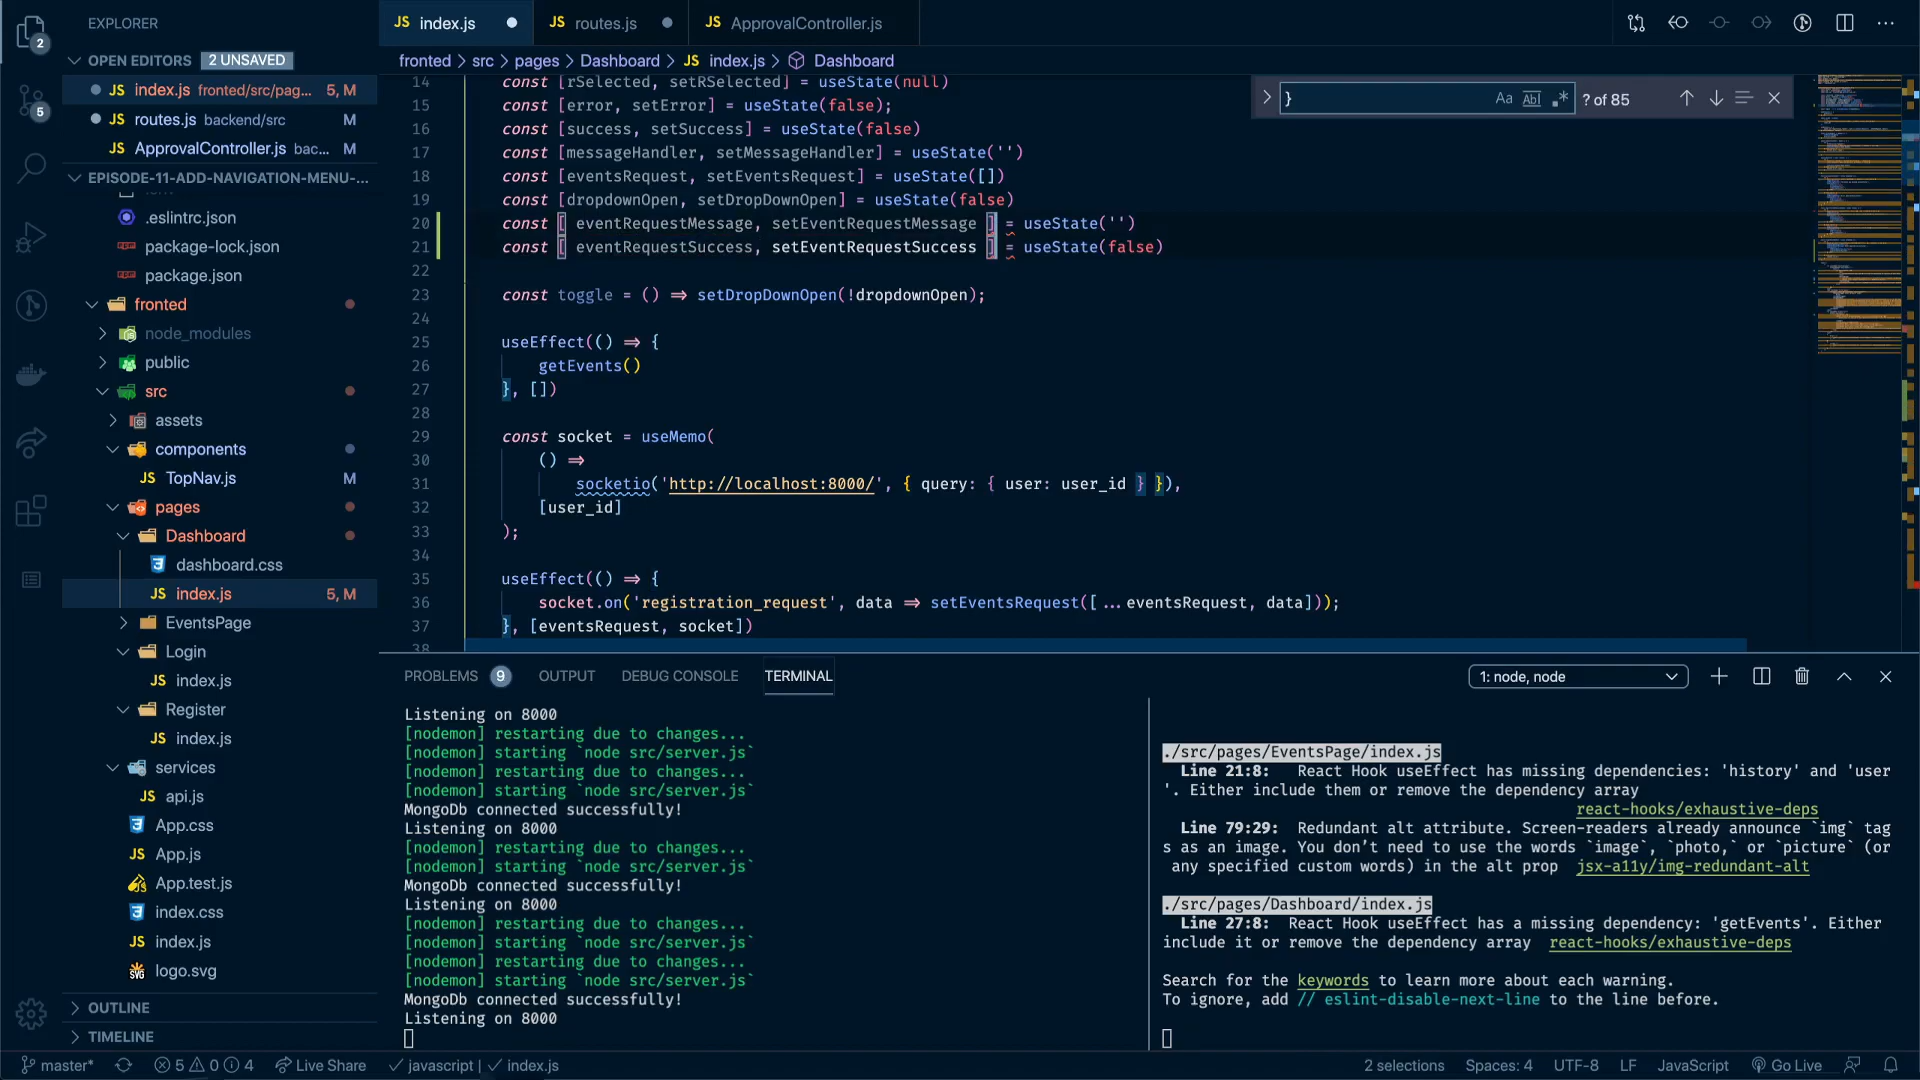 EXPLORER
OPEN EDITORS 2 UNSAVED
JS index.js fronted/src/pag... 5, M
JS routes.js backend/src M
JS ApprovalController.js bac... M
EPISODE-11-ADD-NAVIGATION-MENU-...
.eslintrc.json
package-lock.json
package.json
fronted
node_modules
public
src
assets
components
JS TopNav.js M
pages
Dashboard
dashboard.css
JS index.js 5, M
EventsPage
Login
JS index.js
Register
JS index.js
services
JS api.js
App.css
JS App.js
App.test.js
index.css
JS index.js
logo.svg
OUTLINE
TIMELINE
2
5
JS index.js
JS routes.js
JS ApprovalController.js
fronted > src > pages > Dashboard > JS index.js > Dashboard
} Aa Abl .* ? of 85
14 const [rSelected, setRSelected] = useState(null)
15 const [error, setError] = useState(false);
16 const [success, setSuccess] = useState(false)
17 const [messageHandler, setMessageHandler] = useState('')
18 const [eventsRequest, setEventsRequest] = useState([])
19 const [dropdownOpen, setDropDownOpen] = useState(false)
20 const [ eventRequestMessage, setEventRequestMessage ] = useState('')
21 const [ eventRequestSuccess, setEventRequestSuccess ] = useState(false)
22
23 const toggle = () ⇒ setDropDownOpen(!dropdownOpen);
24
25 useEffect(() ⇒ {
26 getEvents()
27 }, [])
28
29 const socket = useMemo(
30 () ⇒
31 socketio('http://localhost:8000/', { query: { user: user_id } }),
32 [user_id]
33 );
34
35 useEffect(() ⇒ {
36 socket.on('registration_request', data ⇒ setEventsRequest([...eventsRequest, data]));
37 }, [eventsRequest, socket])
38
PROBLEMS 9 OUTPUT DEBUG CONSOLE TERMINAL 1: node, node
Listening on 8000
[nodemon] restarting due to changes...
[nodemon] starting `node src/server.js`
[nodemon] restarting due to changes...
[nodemon] starting `node src/server.js`
MongoDb connected successfully!
Listening on 8000
[nodemon] restarting due to changes...
[nodemon] starting `node src/server.js`
MongoDb connected successfully!
Listening on 8000
[nodemon] restarting due to changes...
[nodemon] starting `node src/server.js`
[nodemon] restarting due to changes...
[nodemon] starting `node src/server.js`
MongoDb connected successfully!
Listening on 8000
./src/pages/EventsPage/index.js
Line 21:8: React Hook useEffect has missing dependencies: 'history' and 'user
'. Either include them or remove the dependency array
react-hooks/exhaustive-deps
Line 79:29: Redundant alt attribute. Screen-readers already announce `img` tag
s as an image. You don't need to use the words `image`, `photo,` or `picture` (or
any specified custom words) in the alt prop jsx-a11y/img-redundant-alt
./src/pages/Dashboard/index.js
Line 27:8: React Hook useEffect has a missing dependency: 'getEvents'. Either
include it or remove the dependency array react-hooks/exhaustive-deps
Search for the keywords to learn more about each warning.
To ignore, add // eslint-disable-next-line to the line before.
master* 5 0 4 Live Share javascript | index.js 2 selections Spaces: 4 UTF-8 LF JavaScript Go Live